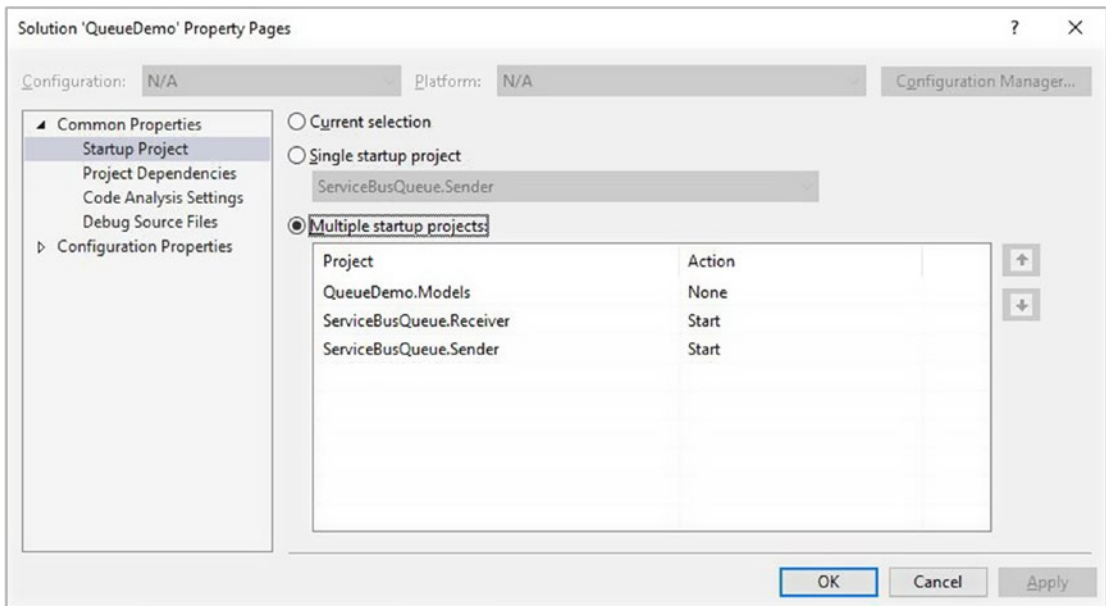 Solution 'QueueDemo' Property Pages ? ×
Configuration: N/A Platform: N/A Configuration Manager...
Common Properties
Startup Project
Project Dependencies
Code Analysis Settings
Debug Source Files
Configuration Properties
Current selection
Single startup project
ServiceBusQueue.Sender
Multiple startup projects:
Project Action
QueueDemo.Models None
ServiceBusQueue.Receiver Start
ServiceBusQueue.Sender Start
OK Cancel Apply